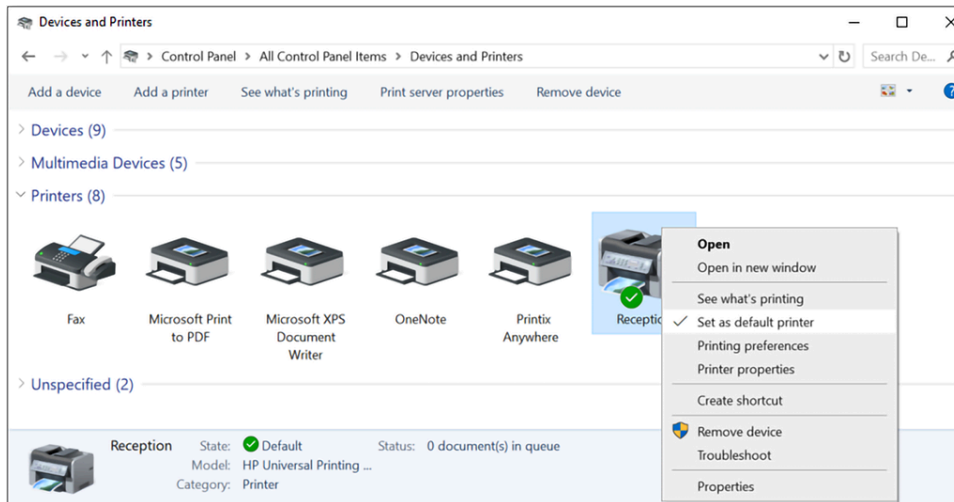 Devices and Printers
Control Panel > All Control Panel Items > Devices and Printers
Search De...
Add a device Add a printer See what's printing Print server properties Remove device
Devices (9)
Multimedia Devices (5)
Printers (8)
Fax
Microsoft Print
to PDF
Microsoft XPS
Document
Writer
OneNote
Printix
Anywhere
Receptio
Open
Open in new window
See what's printing
Set as default printer
Printing preferences
Printer properties
Create shortcut
Remove device
Troubleshoot
Properties
Unspecified (2)
Reception State: Default Status: 0 document(s) in queue
Model: HP Universal Printing ...
Category: Printer